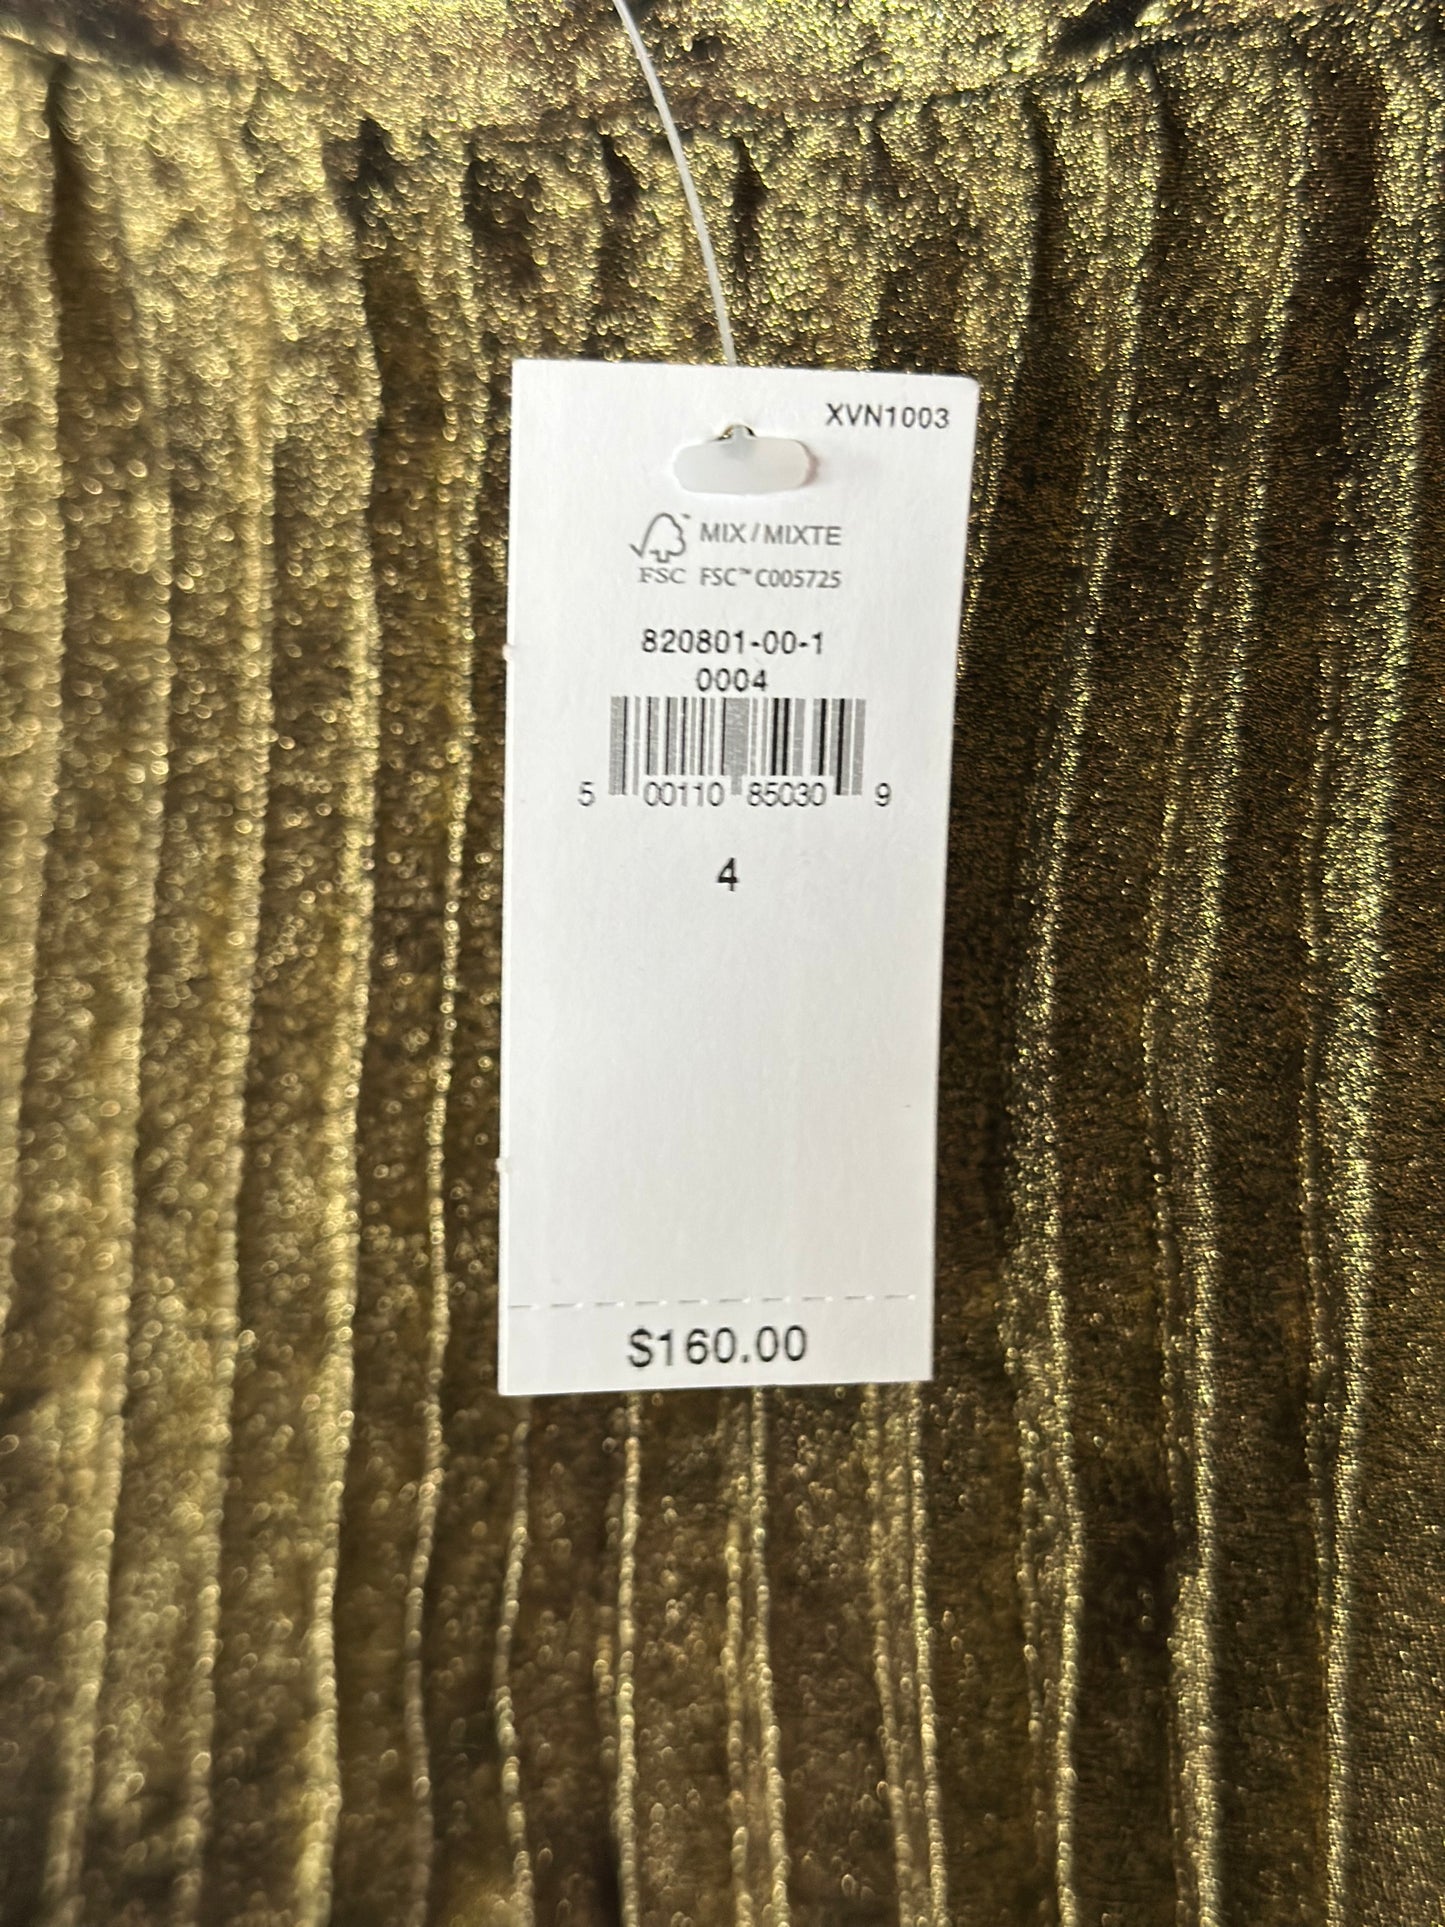 XVN1003
MIX/MIXTE
FSC FSC™ C005725
820801-00-1
0004
5 00110 85030 9
4
$160.00